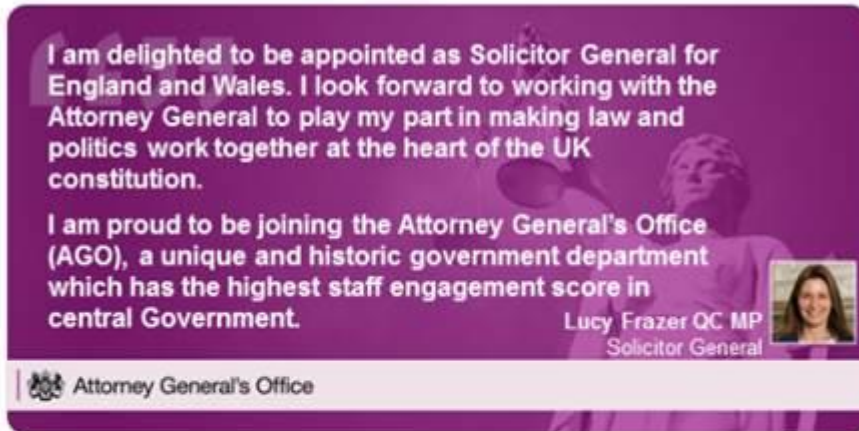 I am delighted to be appointed as Solicitor General for
England and Wales. I look forward to working with the
Attorney General to play my part in making law and
politics work together at the heart of the UK
constitution.
I am proud to be joining the Attorney General's Office
(AGO), a unique and historic government department
which has the highest staff engagement score in
central Government.
Lucy Frazer QC MP
Solicitor General
Attorney General's Office